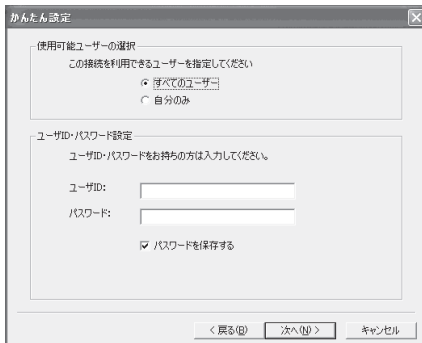 かんたん設定
使用可能ユーザーの選択
この接続を利用できるユーザーを指定してください
すべてのユーザー
自分のみ
ユーザID・パスワード設定
ユーザID・パスワードをお持ちの方は入力してください。
ユーザID:
パスワード:
パスワードを保存する
< 戻る(B) 次へ(N) > キャンセル